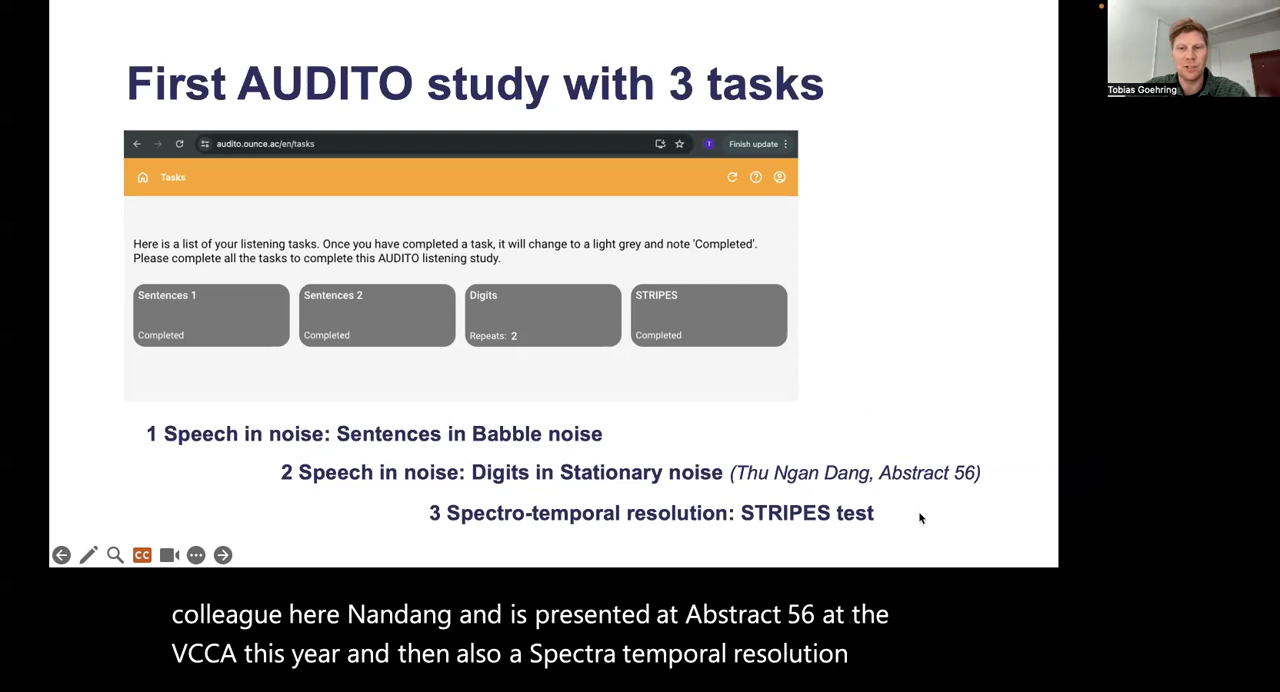 First AUDITO study with 3 tasks
Tobias Goehring
audito.ounce.ac/en/tasks
T
Finish update
Tasks
Here is a list of your listening tasks. Once you have completed a task, it will change to a light grey and note 'Completed'.
Please complete all the tasks to complete this AUDITO listening study.
Sentences 1
Completed
Sentences 2
Completed
Digits
Repeats: 2
STRIPES
Completed
1 Speech in noise: Sentences in Babble noise
2 Speech in noise: Digits in Stationary noise (Thu Ngan Dang, Abstract 56)
3 Spectro-temporal resolution: STRIPES test
CC
colleague here Nandang and is presented at Abstract 56 at the
VCCA this year and then also a Spectra temporal resolution